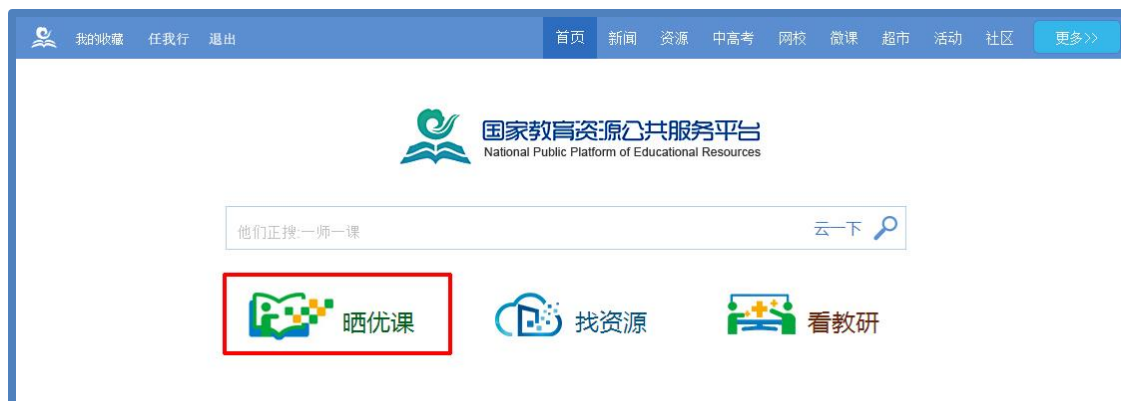 我的收藏 任我行 退出 首页 新闻 资源 中高考 网校 微课 超市 活动 社区 更多>>
国家教育资源公共服务平台
National Public Platform of Educational Resources
他们正搜:一师一课 云一下
晒优课 找资源 看教研